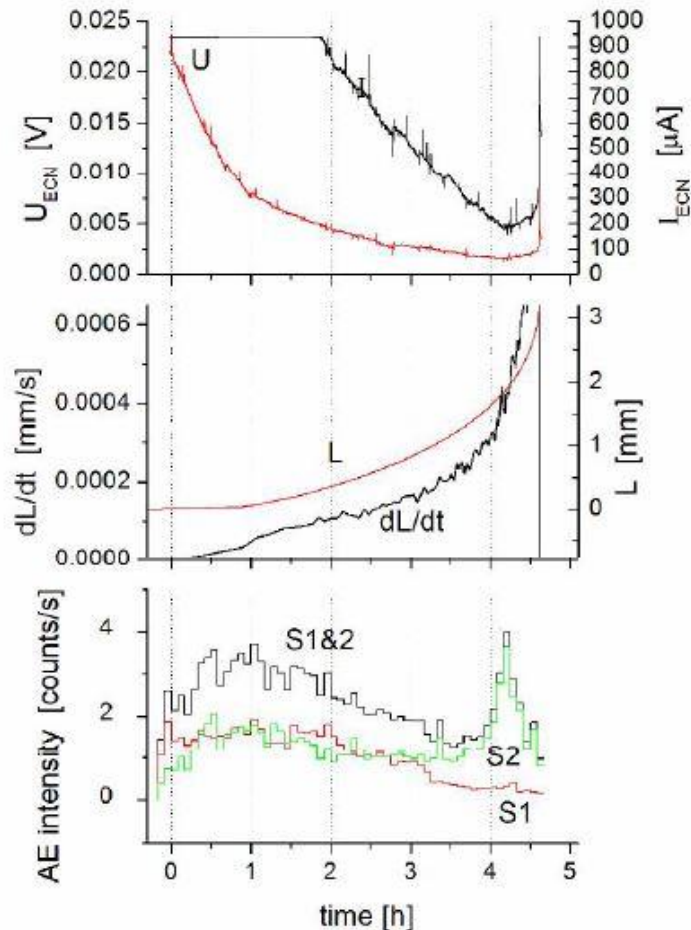 0.025
0.020
0.015
0.010
0.005
0.000
U_ECN [V]
U
I
1000
900
800
700
600
500
400
300
200
100
0
I_ECN [µA]
0.0006
0.0004
0.0002
0.0000
dL/dt [mm/s]
L
dL/dt
3
2
1
0
L [mm]
4
2
0
AE intensity [counts/s]
S1&2
S2
S1
0 1 2 3 4 5
time [h]